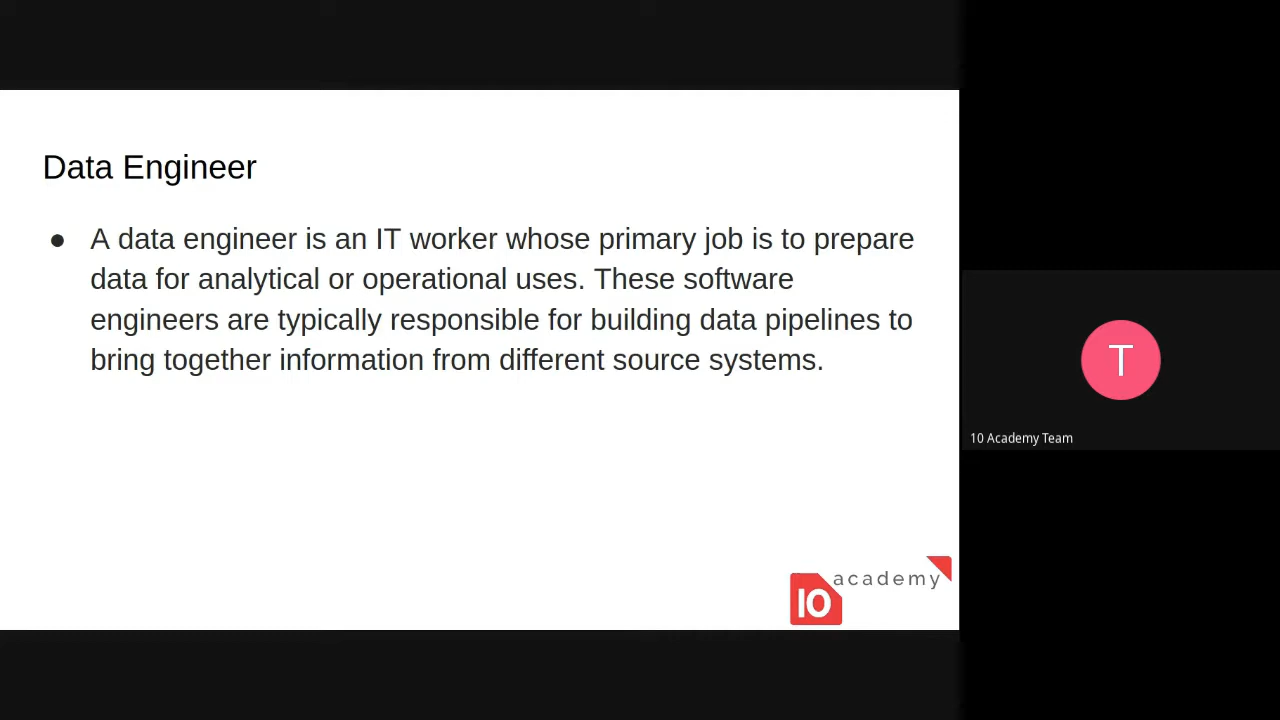 Data Engineer
● A data engineer is an IT worker whose primary job is to prepare
data for analytical or operational uses. These software
engineers are typically responsible for building data pipelines to
bring together information from different source systems.
T
10 Academy Team
academy
10